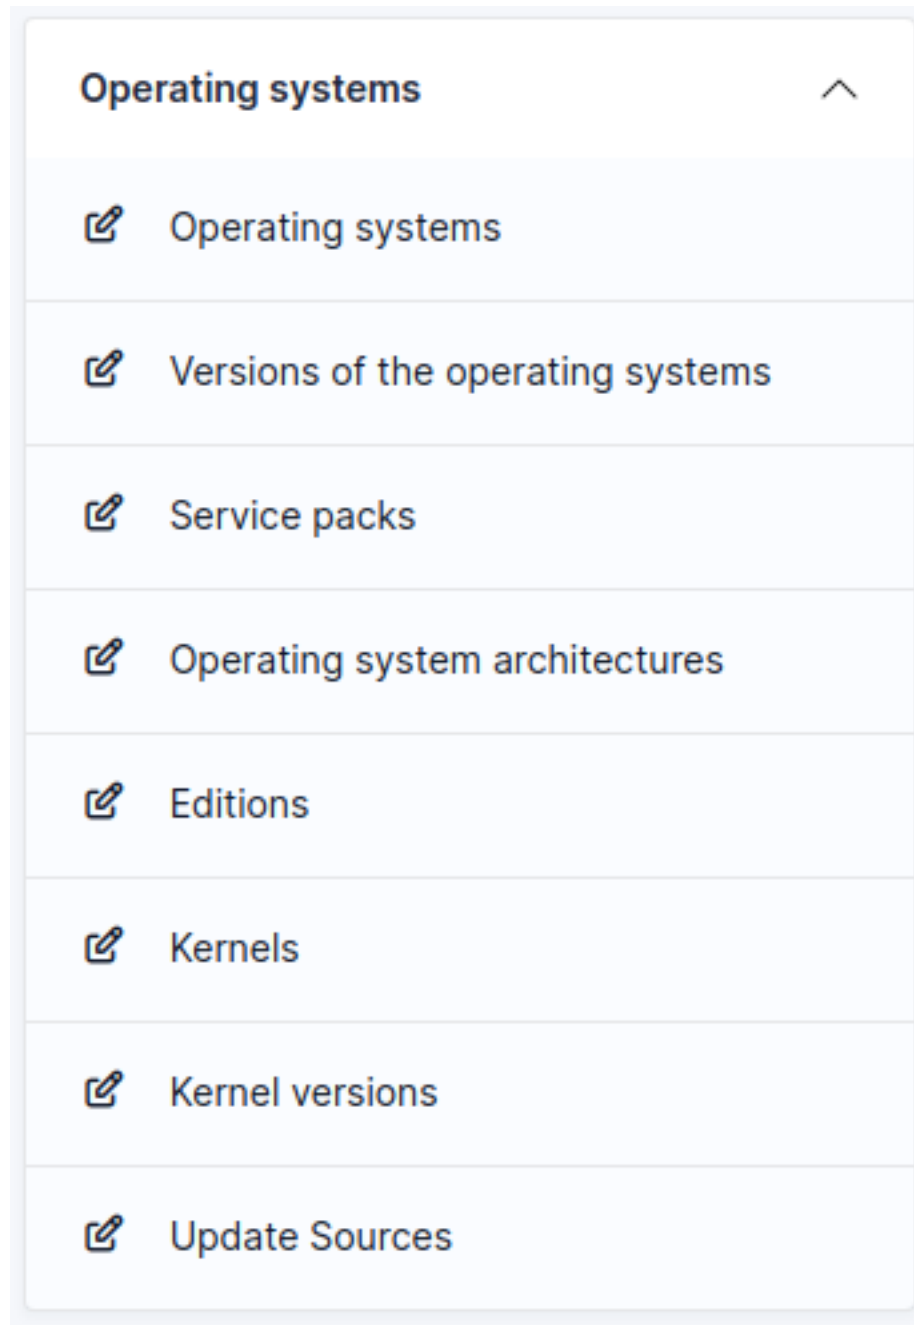 Operating systems
Operating systems
Versions of the operating systems
Service packs
Operating system architectures
Editions
Kernels
Kernel versions
Update Sources